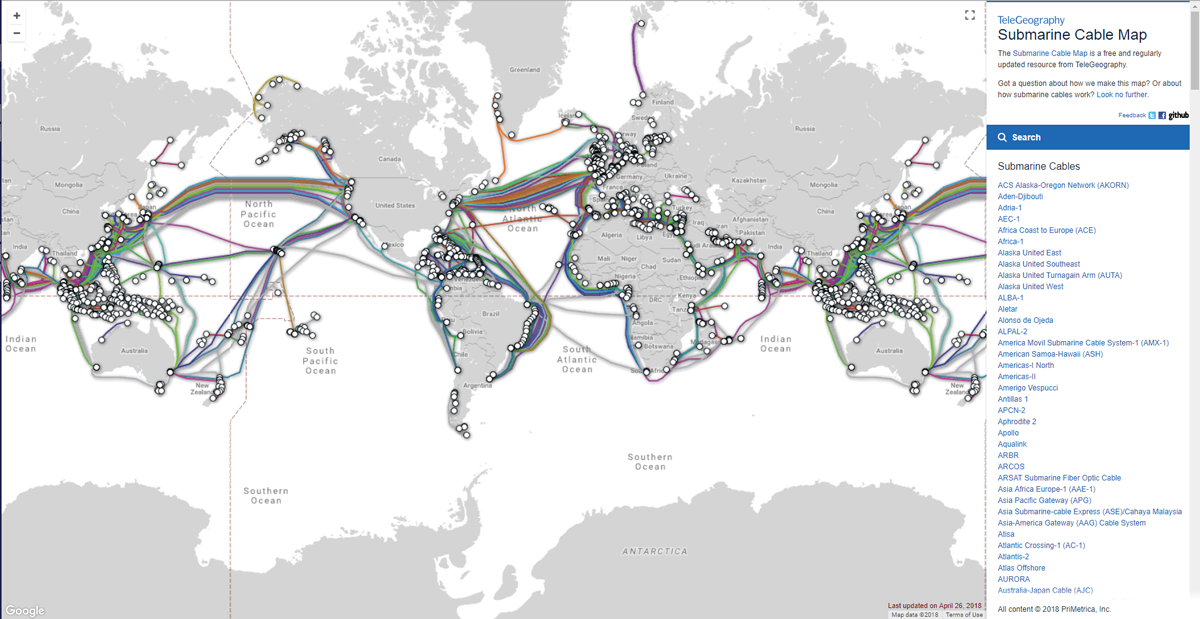 +
−
Greenland
Iceland
Finland
Russia
Canada
Russia
Germany
Ukraine
Kazakhstan
Mongolia
France
Mongolia
United States
North
Pacific
Ocean
North
Atlantic
Ocean
Turkey
China
Iraq
Afghanistan
China
Algeria
Libya
Pakistan
India
Thailand
Mali
Niger
Sudan
India
Thailand
Nigeria
Ched
Ethiopia
DRC
Kenya
Brazil
Angola
Bolivia
Namibia
Madagascar
Botswana
Indian
Ocean
Australia
South
Pacific
Ocean
Chile
South
Atlantic
Ocean
Indian
Ocean
Australia
New
Zealand
Argentina
New
Zealand
Southern
Ocean
Southern
Ocean
ANTARCTICA
Google
Last updated on April 26, 2018
Map data ©2018 Terms of Use
TeleGeography
Submarine Cable Map
The Submarine Cable Map is a free and regularly
updated resource from TeleGeography.
Got a question about how we make this map? Or about
how submarine cables work? Look no further.
Feedback github
Search
Submarine Cables
ACS Alaska-Oregon Network (AKORN)
Aden-Djibouti
Adria-1
AEC-1
Africa Coast to Europe (ACE)
Africa-1
Alaska United East
Alaska United Southeast
Alaska United Turnagain Arm (AUTA)
Alaska United West
ALBA-1
Aletar
Alonso de Ojeda
ALPAL-2
America Movil Submarine Cable System-1 (AMX-1)
American Samoa-Hawaii (ASH)
Americas-I North
Americas-II
Amerigo Vespucci
Antillas 1
APCN-2
Aphrodite 2
Apollo
Aqualink
ARBR
ARCOS
ARSAT Submarine Fiber Optic Cable
Asia Africa Europe-1 (AAE-1)
Asia Pacific Gateway (APG)
Asia Submarine-cable Express (ASE)/Cahaya Malaysia
Asia-America Gateway (AAG) Cable System
Atisa
Atlantic Crossing-1 (AC-1)
Atlantis-2
Atlas Offshore
AURORA
Australia-Japan Cable (AJC)
All content © 2018 PriMetrica, Inc.